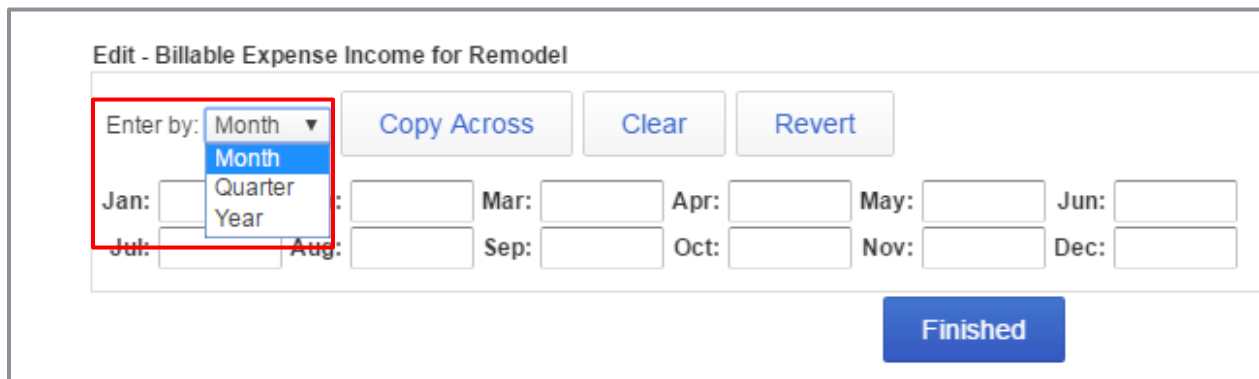 Edit - Billable Expense Income for Remodel
Enter by: Month ▼ Copy Across Clear Revert
Month
Quarter
Year
Jan: Mar: Apr: May: Jun:
Jul: Aug: Sep: Oct: Nov: Dec:
Finished